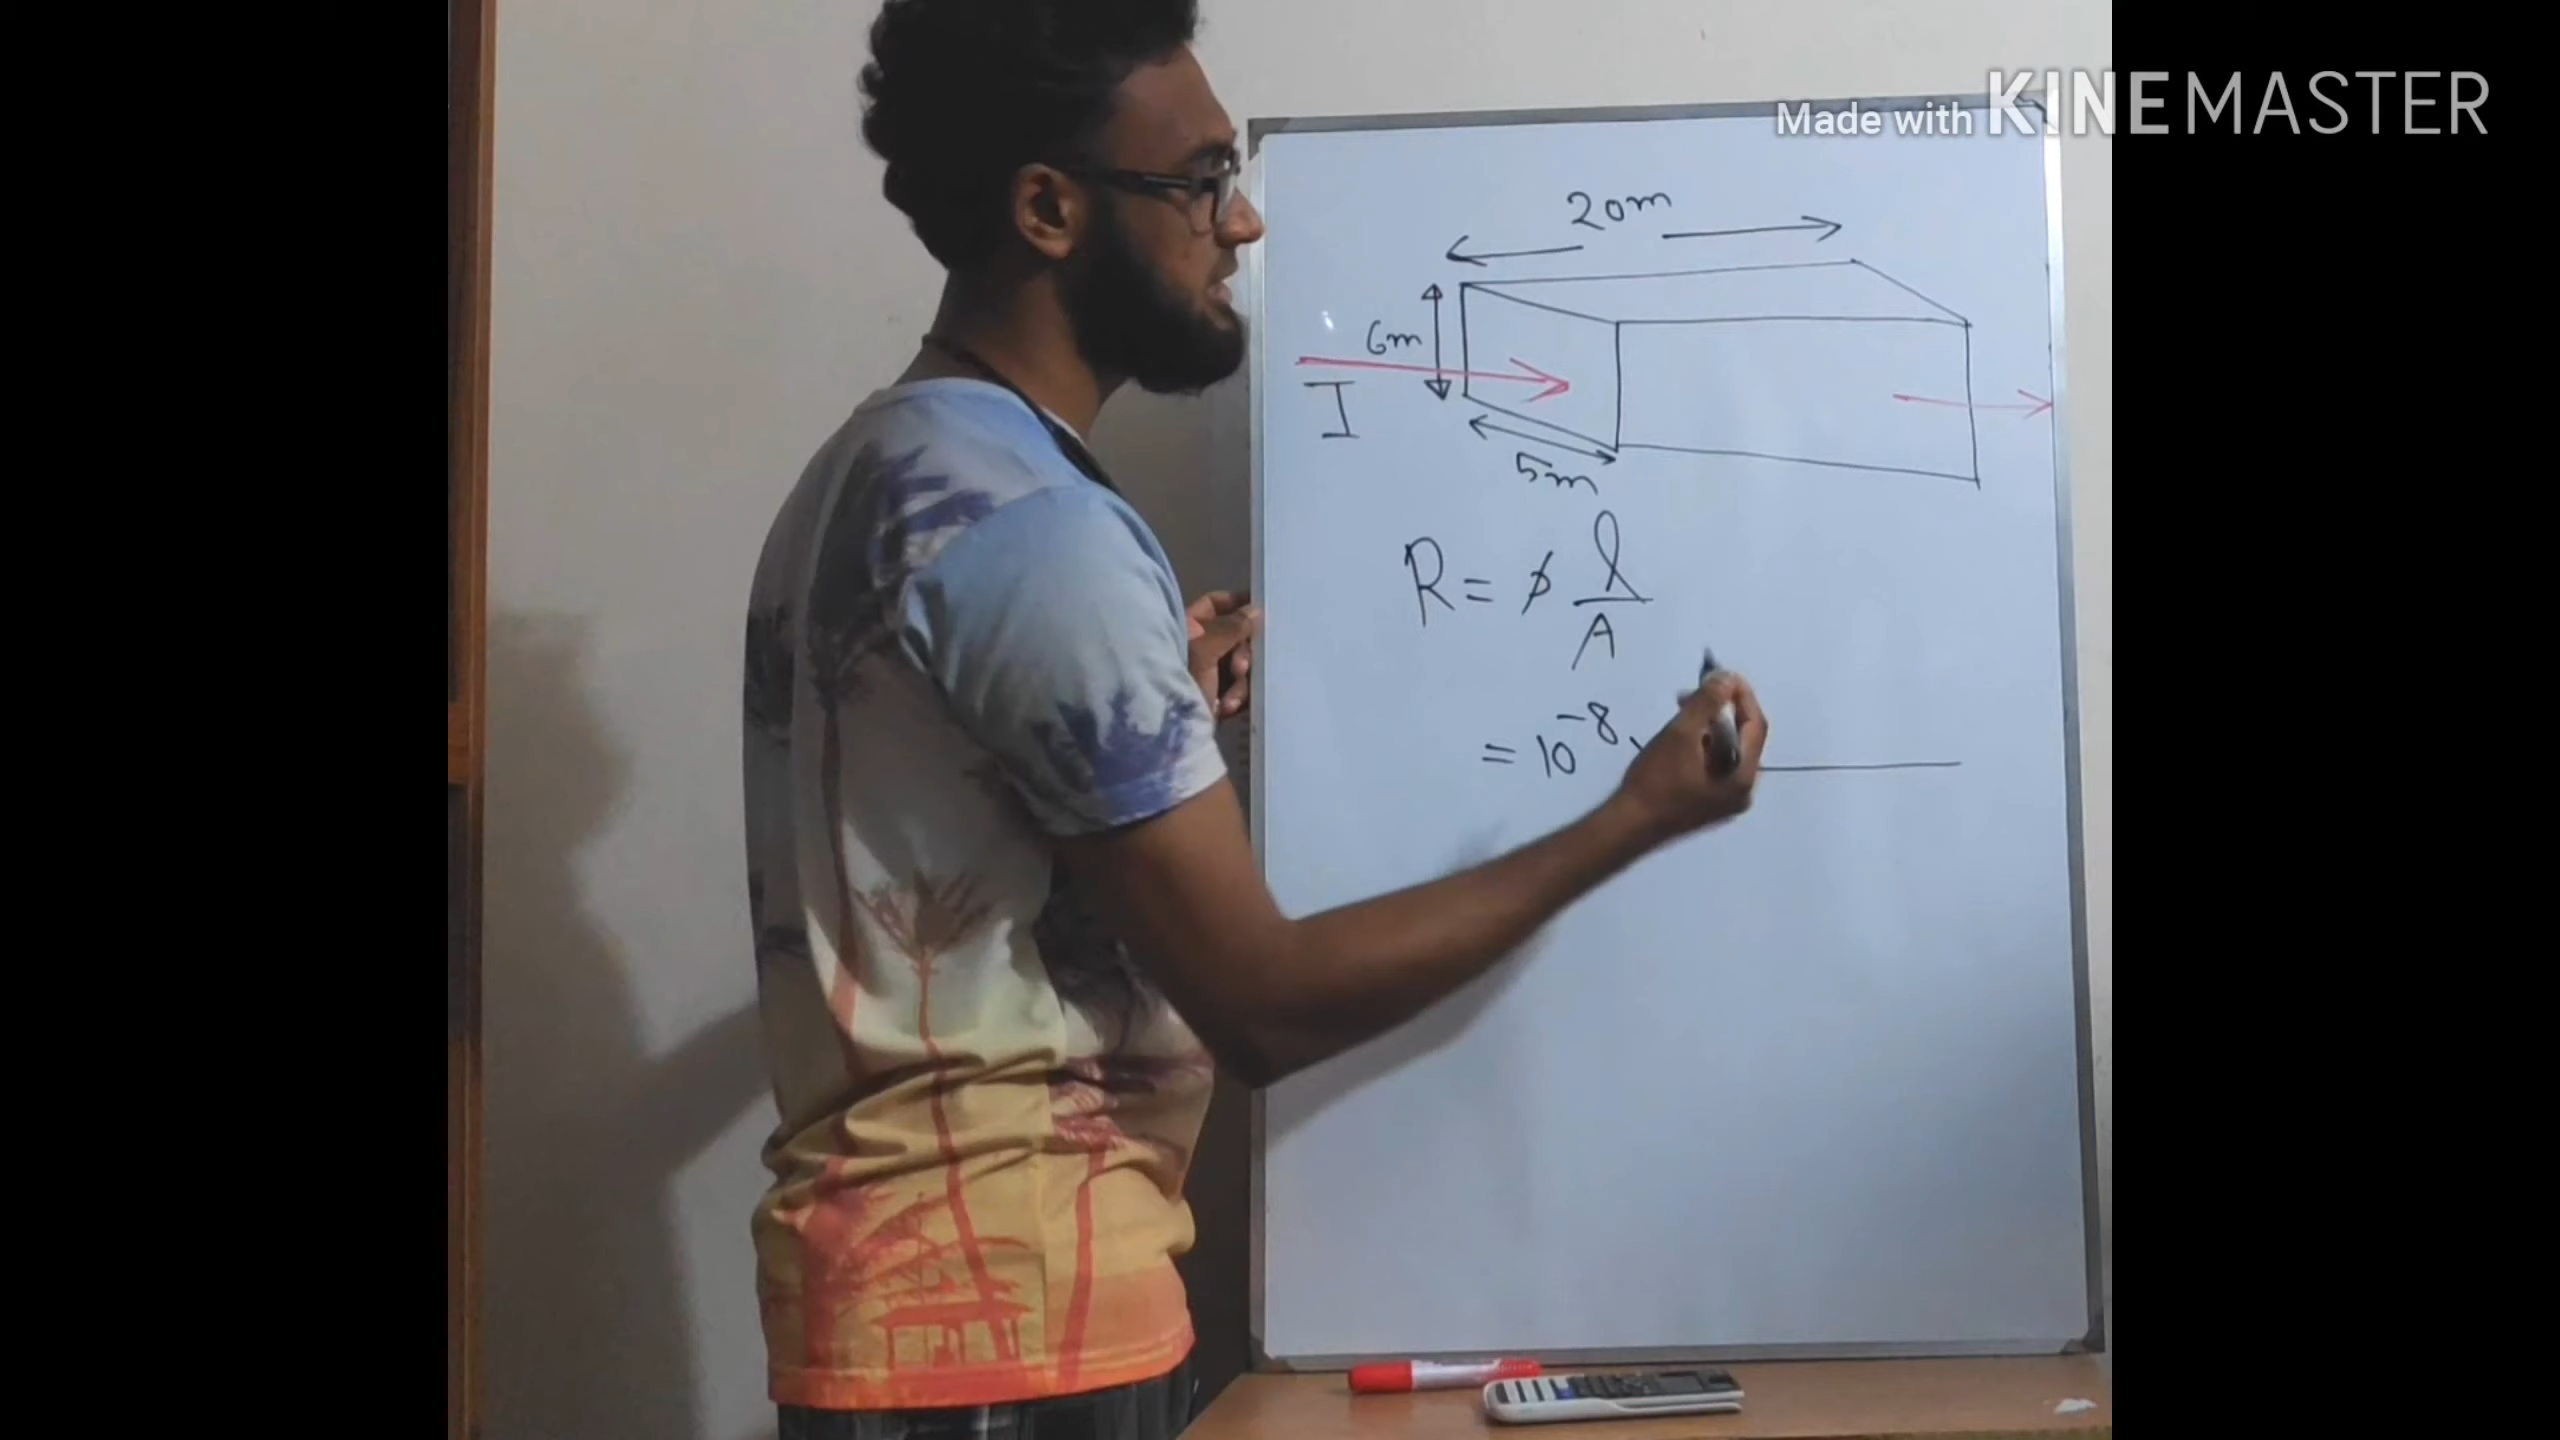 Made with KINEMASTER
20m
6m
I
5m
R = ρ l
A
= 10⁻⁸